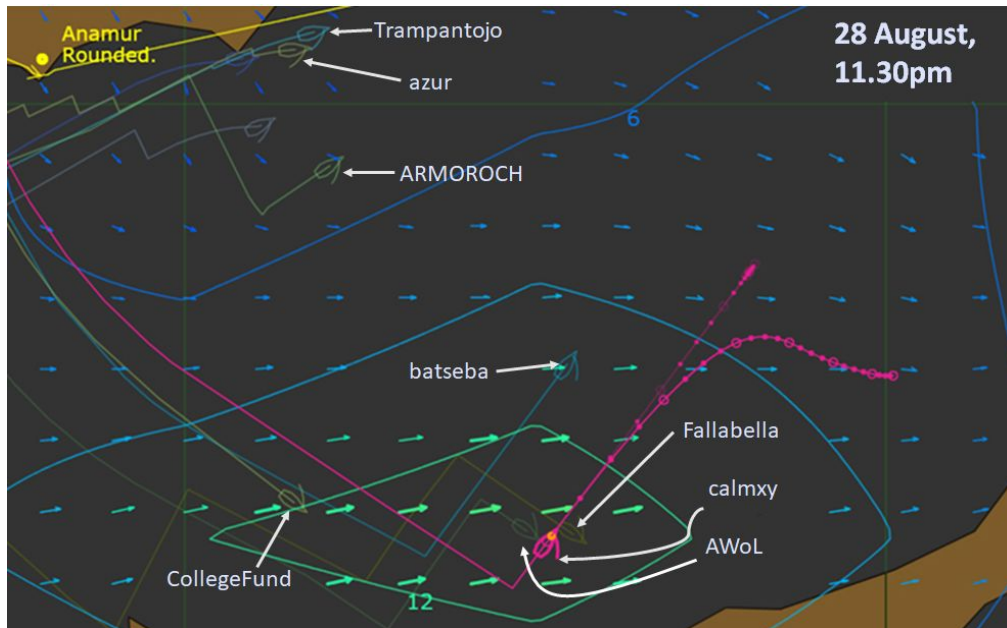 Anamur
Rounded.
Trampantojo
28 August,
11.30pm
azur
6
ARMOROCH
batseba
Fallabella
calmxy
AWoL
CollegeFund
12